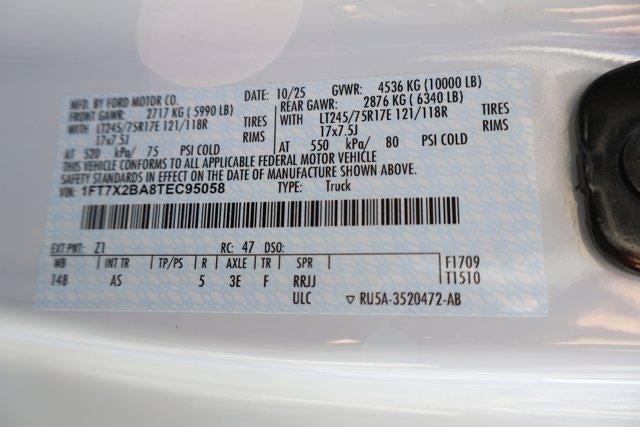 MFD. BY FORD MOTOR CO. DATE: 10/25 GVWR: 4536 KG (10000 LB)
FRONT GAWR: 2717 KG ( 5990 LB) REAR GAWR: 2876 KG ( 6340 LB)
WITH LT245/75R17E 121/118R TIRES WITH LT245/75R17E 121/118R TIRES
17x7.5J RIMS 17x7.5J RIMS
AT 520 kPa/ 75 PSI COLD AT 550 kPa/ 80 PSI COLD
THIS VEHICLE CONFORMS TO ALL APPLICABLE FEDERAL MOTOR VEHICLE
SAFETY STANDARDS IN EFFECT ON THE DATE OF MANUFACTURE SHOWN ABOVE.
VIN: 1FT7X2BA8TEC95058 TYPE: Truck
EXT PNT: Z1 RC: 47 DSO:
WB INT TR TP/PS R AXLE TR SPR F1709
148 AS 5 3E F RRJJ T1510
ULC RU5A-3520472-AB